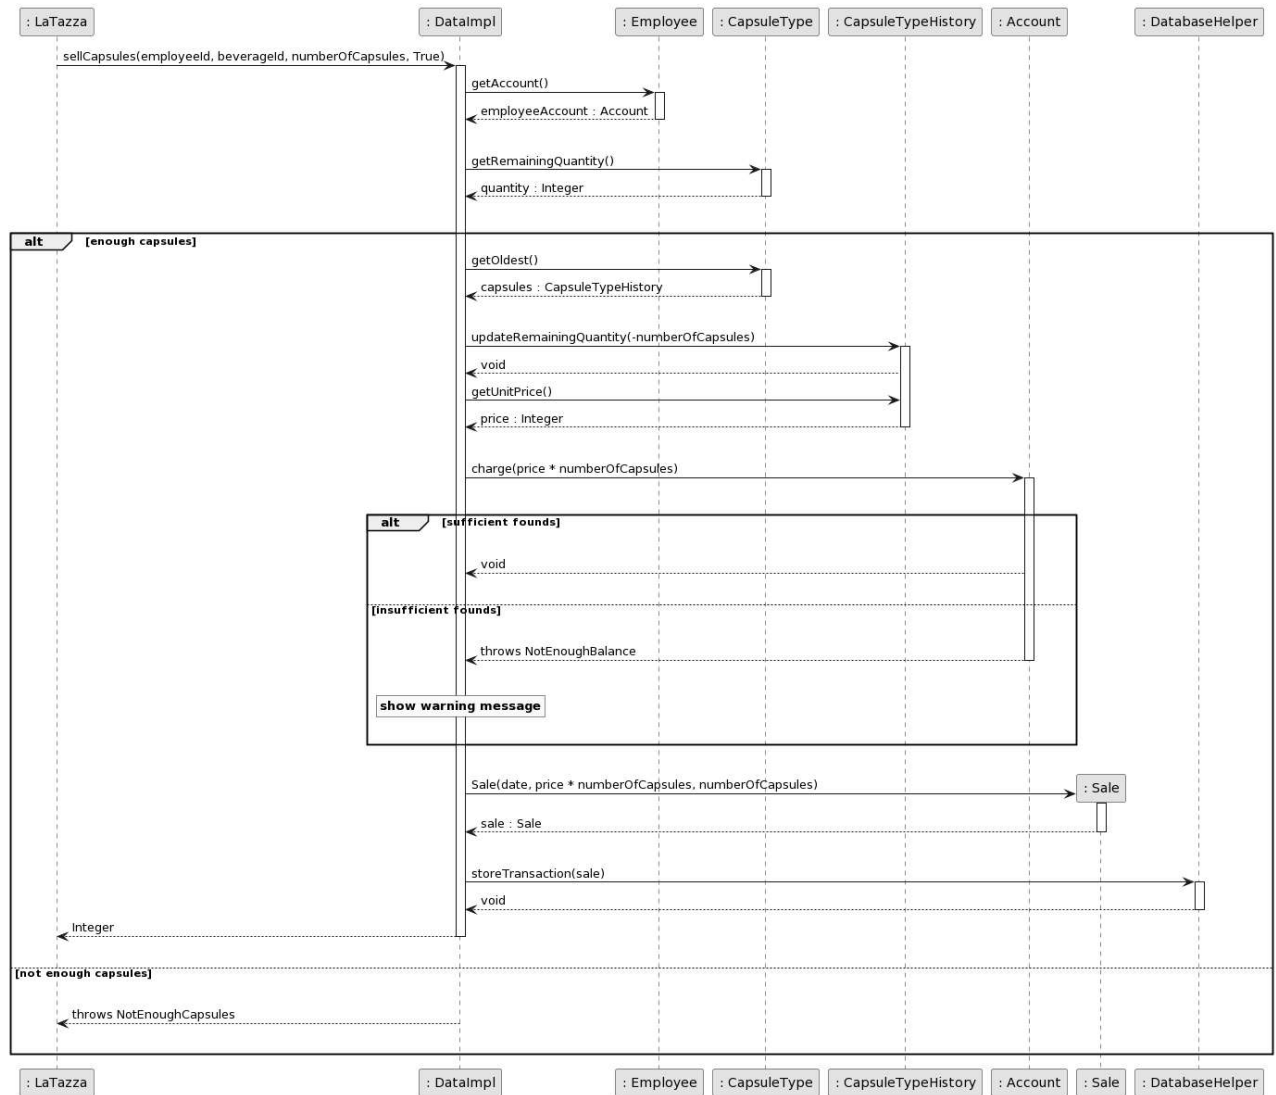 : LaTazza : DataImpl : Employee : CapsuleType : CapsuleTypeHistory : Account : DatabaseHelper
sellCapsules(employeeId, beverageId, numberOfCapsules, True)
getAccount()
employeeAccount : Account
getRemainingQuantity()
quantity : Integer
alt [enough capsules]
getOldest()
capsules : CapsuleTypeHistory
updateRemainingQuantity(-numberOfCapsules)
void
getUnitPrice()
price : Integer
charge(price * numberOfCapsules)
alt [sufficient founds]
void
[insufficient founds]
throws NotEnoughBalance
show warning message
Sale(date, price * numberOfCapsules, numberOfCapsules) : Sale
sale : Sale
storeTransaction(sale)
void
Integer
[not enough capsules]
throws NotEnoughCapsules
: LaTazza : DataImpl : Employee : CapsuleType : CapsuleTypeHistory : Account : Sale : DatabaseHelper